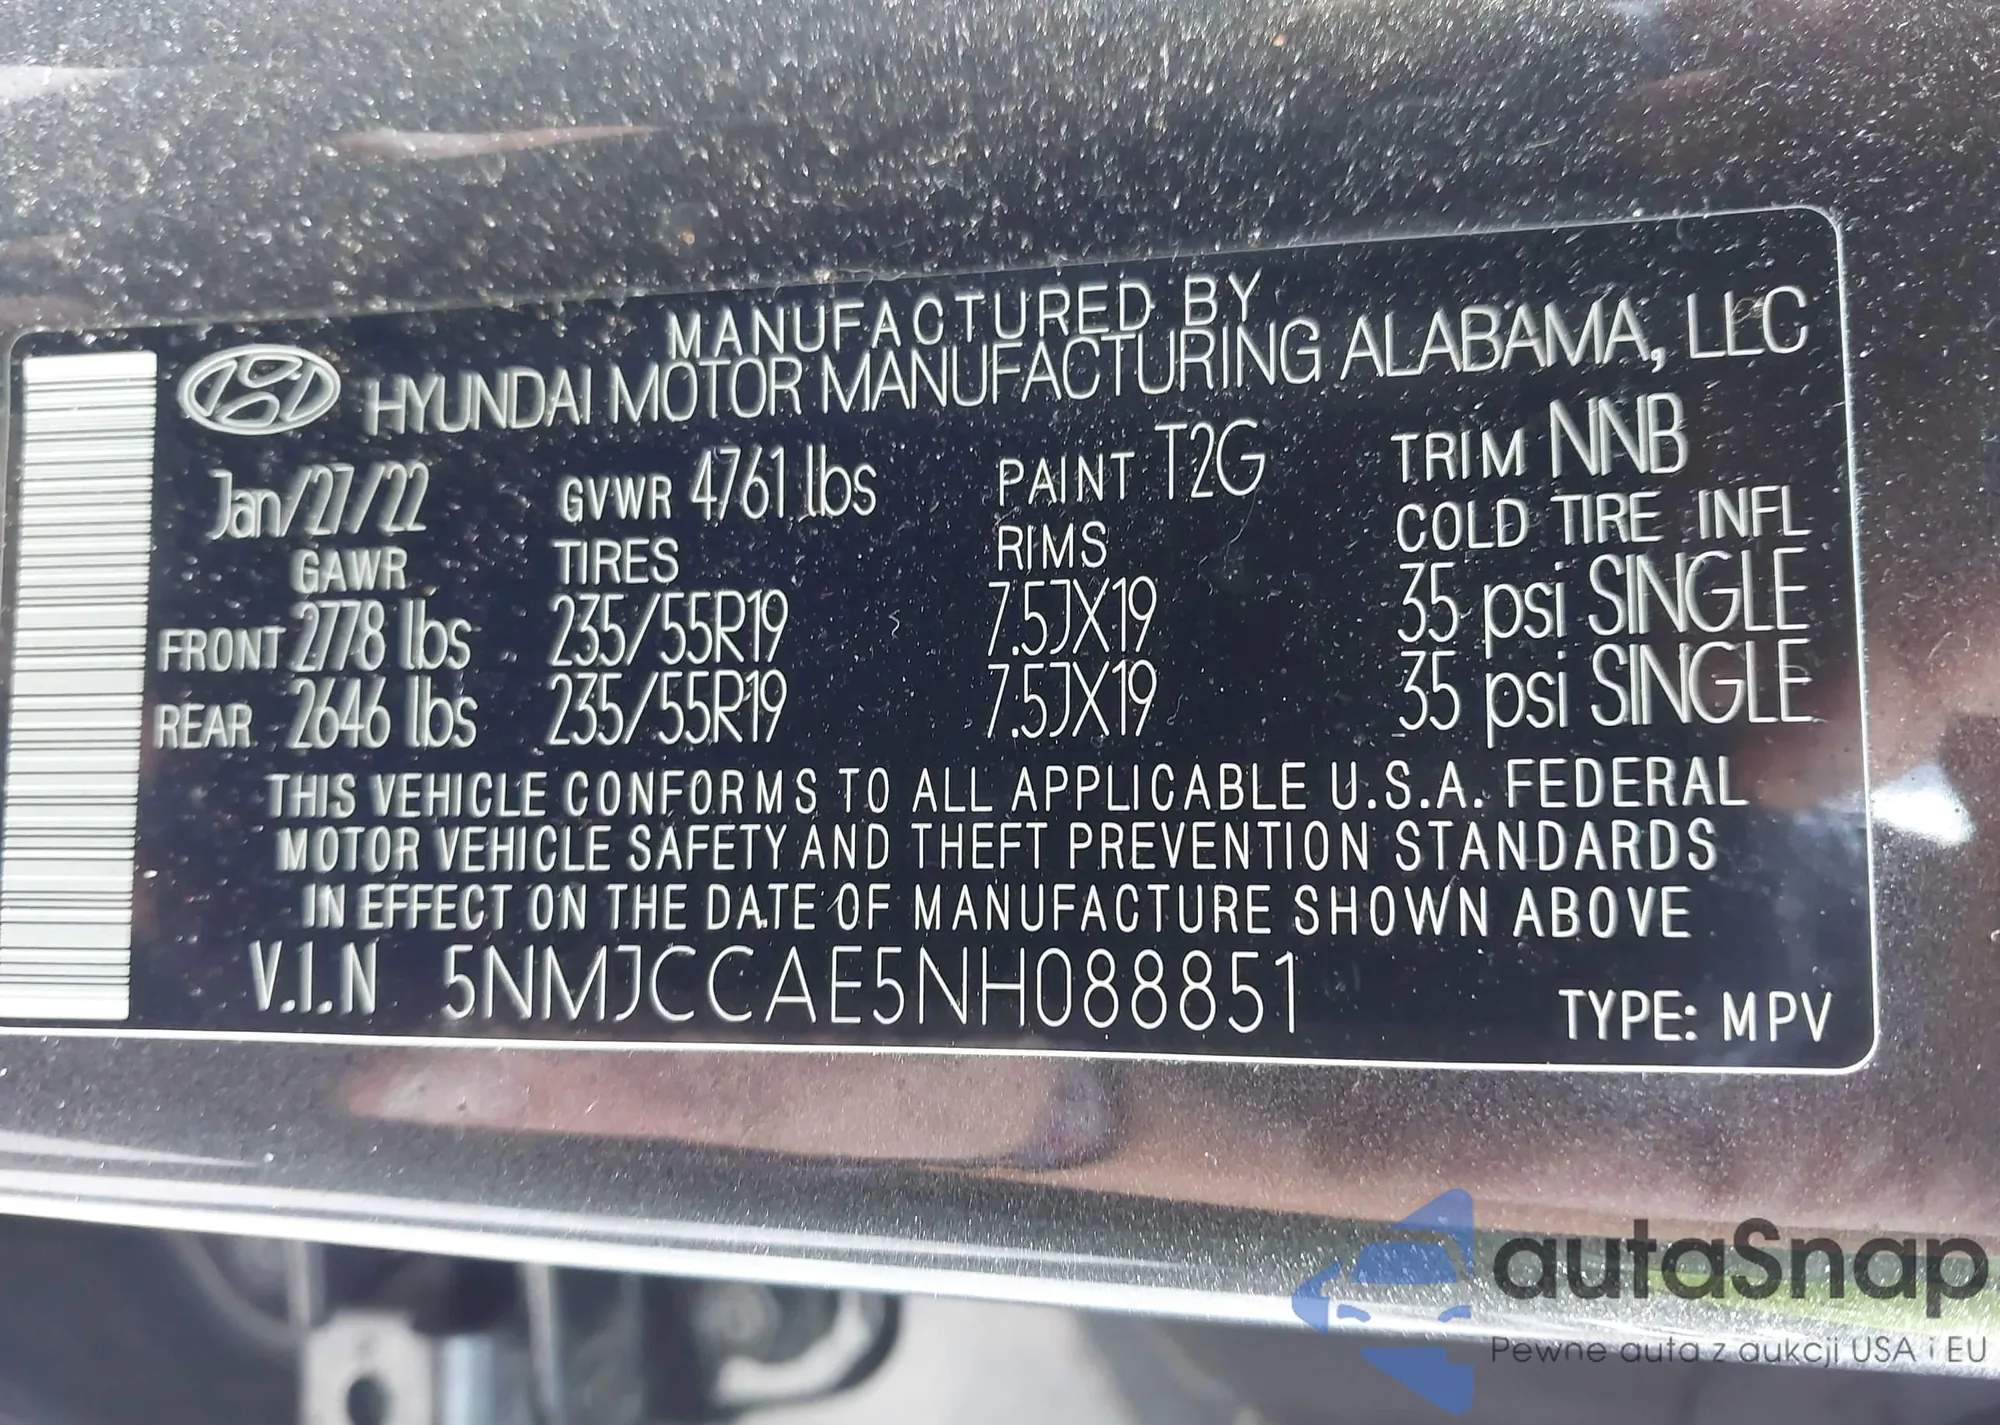 MANUFACTURED BY
HYUNDAI MOTOR MANUFACTURING ALABAMA, LLC
Jan/27/22 GVWR 4761 lbs PAINT T2G TRIM NNB
GAWR TIRES RIMS COLD TIRE INFL
FRONT 2778 lbs 235/55R19 7.5JX19 35 psi SINGLE
REAR 2646 lbs 235/55R19 7.5JX19 35 psi SINGLE
THIS VEHICLE CONFORMS TO ALL APPLICABLE U.S.A. FEDERAL
MOTOR VEHICLE SAFETY AND THEFT PREVENTION STANDARDS
IN EFFECT ON THE DATE OF MANUFACTURE SHOWN ABOVE
V.I.N 5NMJCCAE5NH088851 TYPE: MPV
autaSnap
Pewne auta z aukcji USA i EU